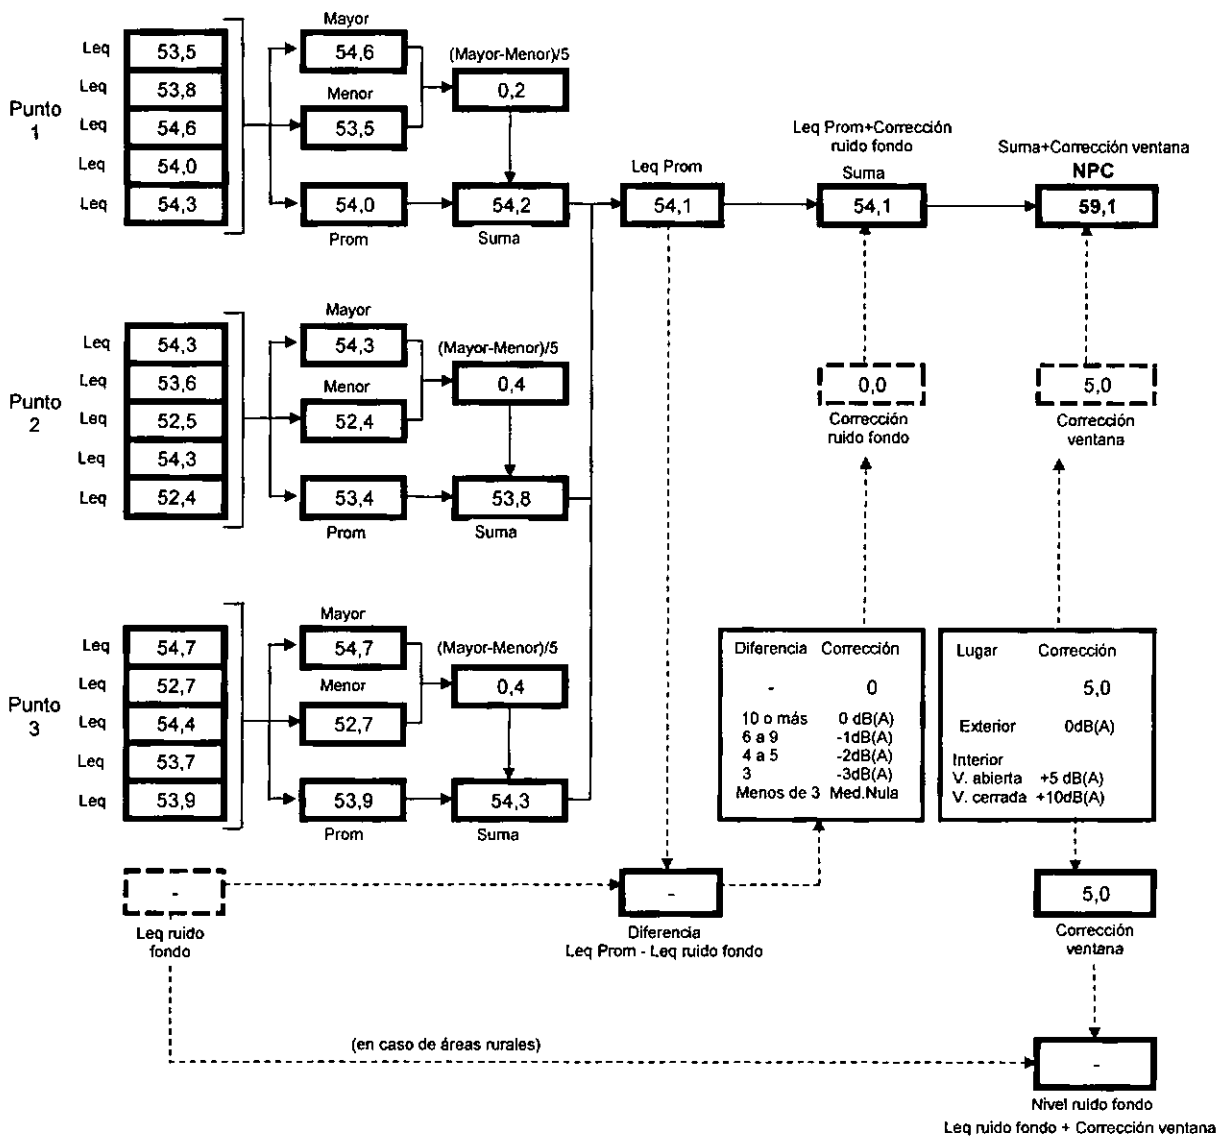 Punto
1
Leq 53,5
53,8
Leq 54,6
54,0
Leq 54,3
Mayor
54,6
Menor
53,5
54,0
Prom
(Mayor-Menor)/5
0,2
54,2
Suma
Leq Prom
54,1
Leq Prom+Corrección
ruido fondo
Suma
54,1
Suma+Corrección ventana
NPC
59,1
Punto
2
Leq 54,3
Leq 53,6
Leq 52,5
Leq 54,3
Leq 52,4
Mayor
54,3
Menor
52,4
53,4
Prom
(Mayor-Menor)/5
0,4
53,8
Suma
0,0
Corrección
ruido fondo
5,0
Corrección
ventana
Punto
3
Leq 54,7
Leq 52,7
Leq 54,4
Leq 53,7
Leq 53,9
Mayor
54,7
Menor
52,7
53,9
Prom
(Mayor-Menor)/5
0,4
54,3
Suma
Diferencia Corrección
- 0
10 o más 0 dB(A)
6 a 9 -1dB(A)
4 a 5 -2dB(A)
3 -3dB(A)
Menos de 3 Med.Nula
Lugar Corrección
5,0
Exterior 0dB(A)
Interior
V. abierta +5 dB(A)
V. cerrada +10dB(A)
-
Leq ruido
fondo
-
Diferencia
Leq Prom - Leq ruido fondo
5,0
Corrección
ventana
(en caso de áreas rurales)
-
Nivel ruido fondo
Leq ruido fondo + Corrección ventana